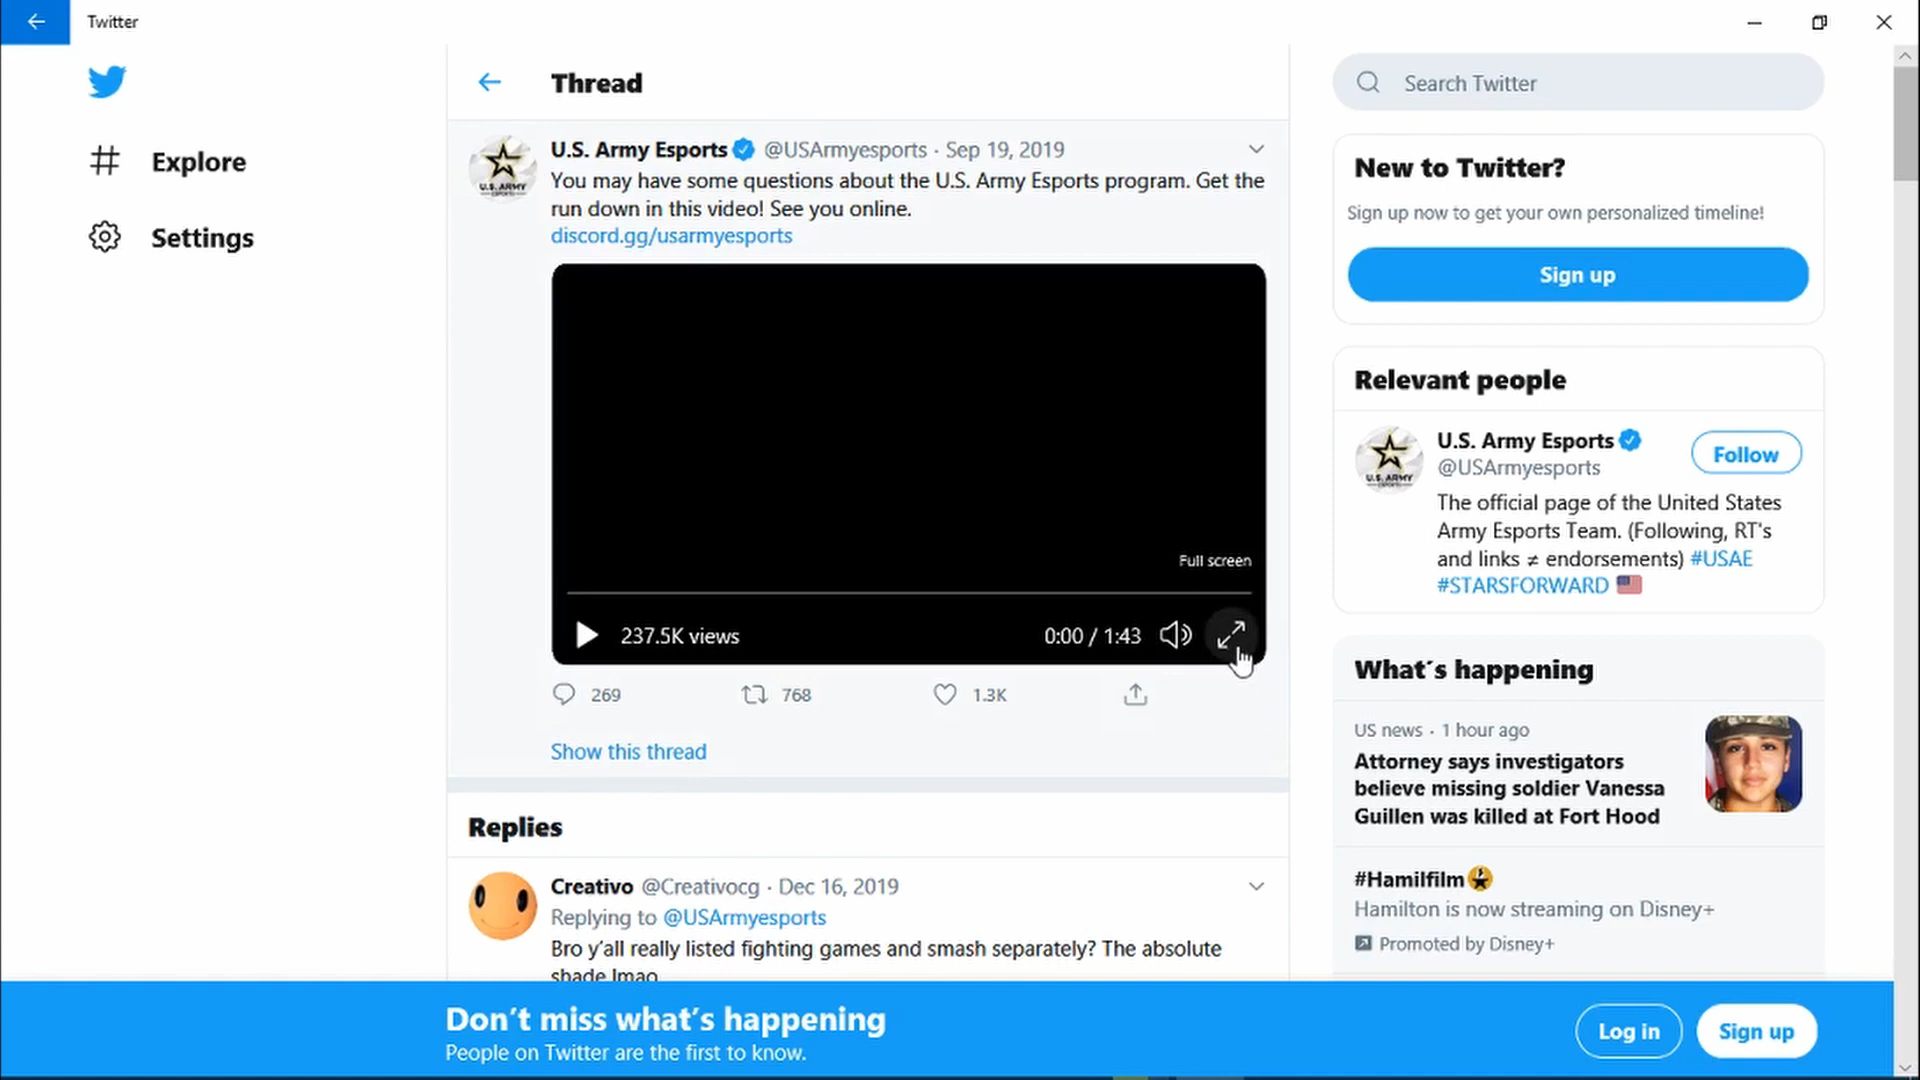 Twitter
Thread
Search Twitter
Explore
Settings
U.S. Army Esports @USArmyesports · Sep 19, 2019
You may have some questions about the U.S. Army Esports program. Get the
run down in this video! See you online.
discord.gg/usarmyesports
U.S. ARMY
ESPORTS
Full screen
237.5K views
0:00 / 1:43
269
768
1.3K
Show this thread
Replies
Creativo @Creativocg · Dec 16, 2019
Replying to @USArmyesports
Bro y'all really listed fighting games and smash separately? The absolute
shade lmao
New to Twitter?
Sign up now to get your own personalized timeline!
Sign up
Relevant people
U.S. Army Esports
@USArmyesports
Follow
U.S. ARMY
The official page of the United States
Army Esports Team. (Following, RT's
and links ≠ endorsements) #USAE
#STARSFORWARD
What's happening
US news · 1 hour ago
Attorney says investigators
believe missing soldier Vanessa
Guillen was killed at Fort Hood
#Hamilfilm
Hamilton is now streaming on Disney+
Promoted by Disney+
Don't miss what's happening
People on Twitter are the first to know.
Log in
Sign up